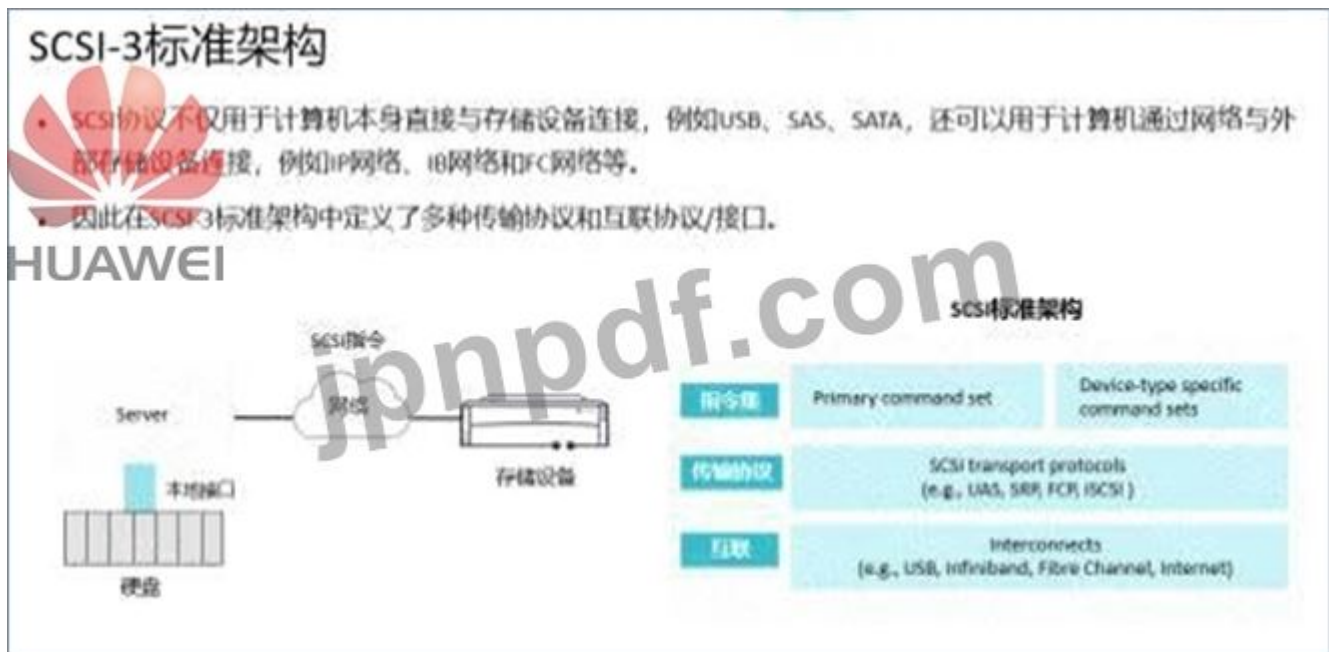 SCSI-3标准架构
• SCSI协议不仅用于计算机本身直接与存储设备连接，例如USB、SAS、SATA，还可以用于计算机通过网络与外
部存储设备连接，例如IP网络、IB网络和FC网络等。
• 因此在SCSI-3标准架构中定义了多种传输协议和互联协议/接口。
HUAWEI
jpnpdf.com
SCSI标准架构
SCSI指令
网络
Server
存储设备
本地接口
硬盘
指令集
Primary command set
Device-type specific
command sets
传输协议
SCSI transport protocols
(e.g., UAS, SRP, FCP, iSCSI )
互联
Interconnects
(e.g., USB, Infiniband, Fibre Channel, Internet)